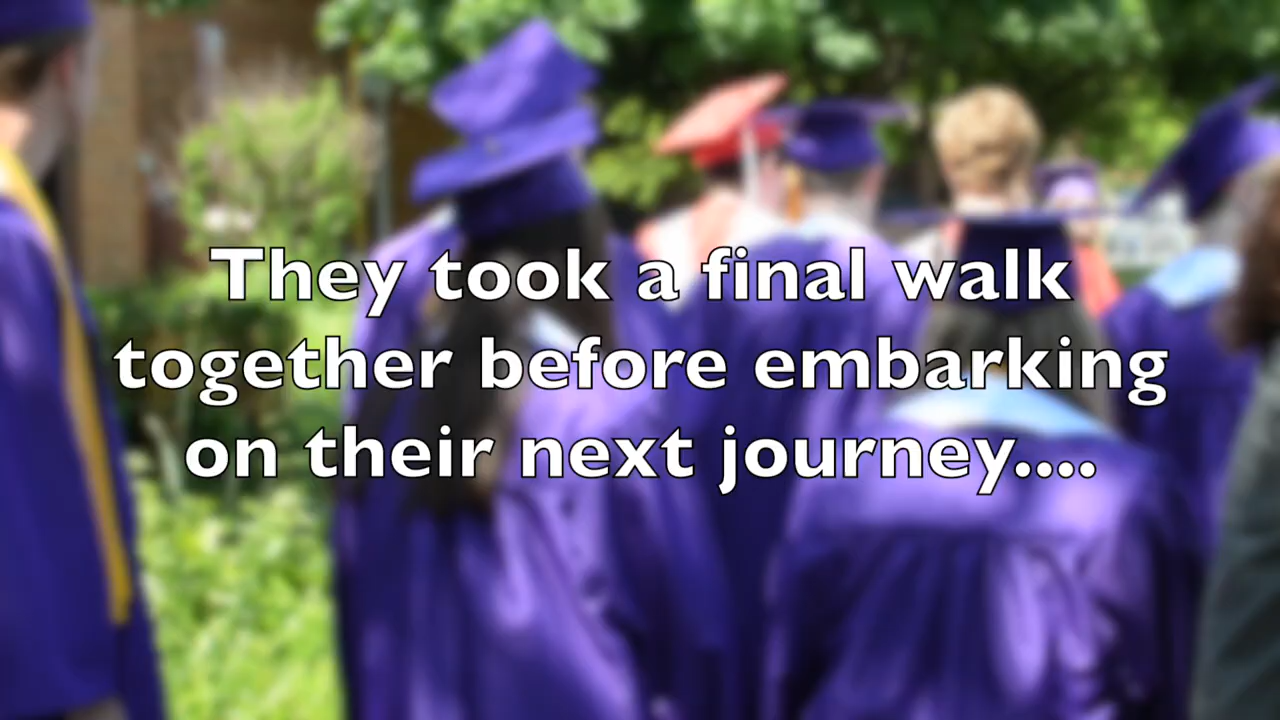 They took a final walk
together before embarking
on their next journey....